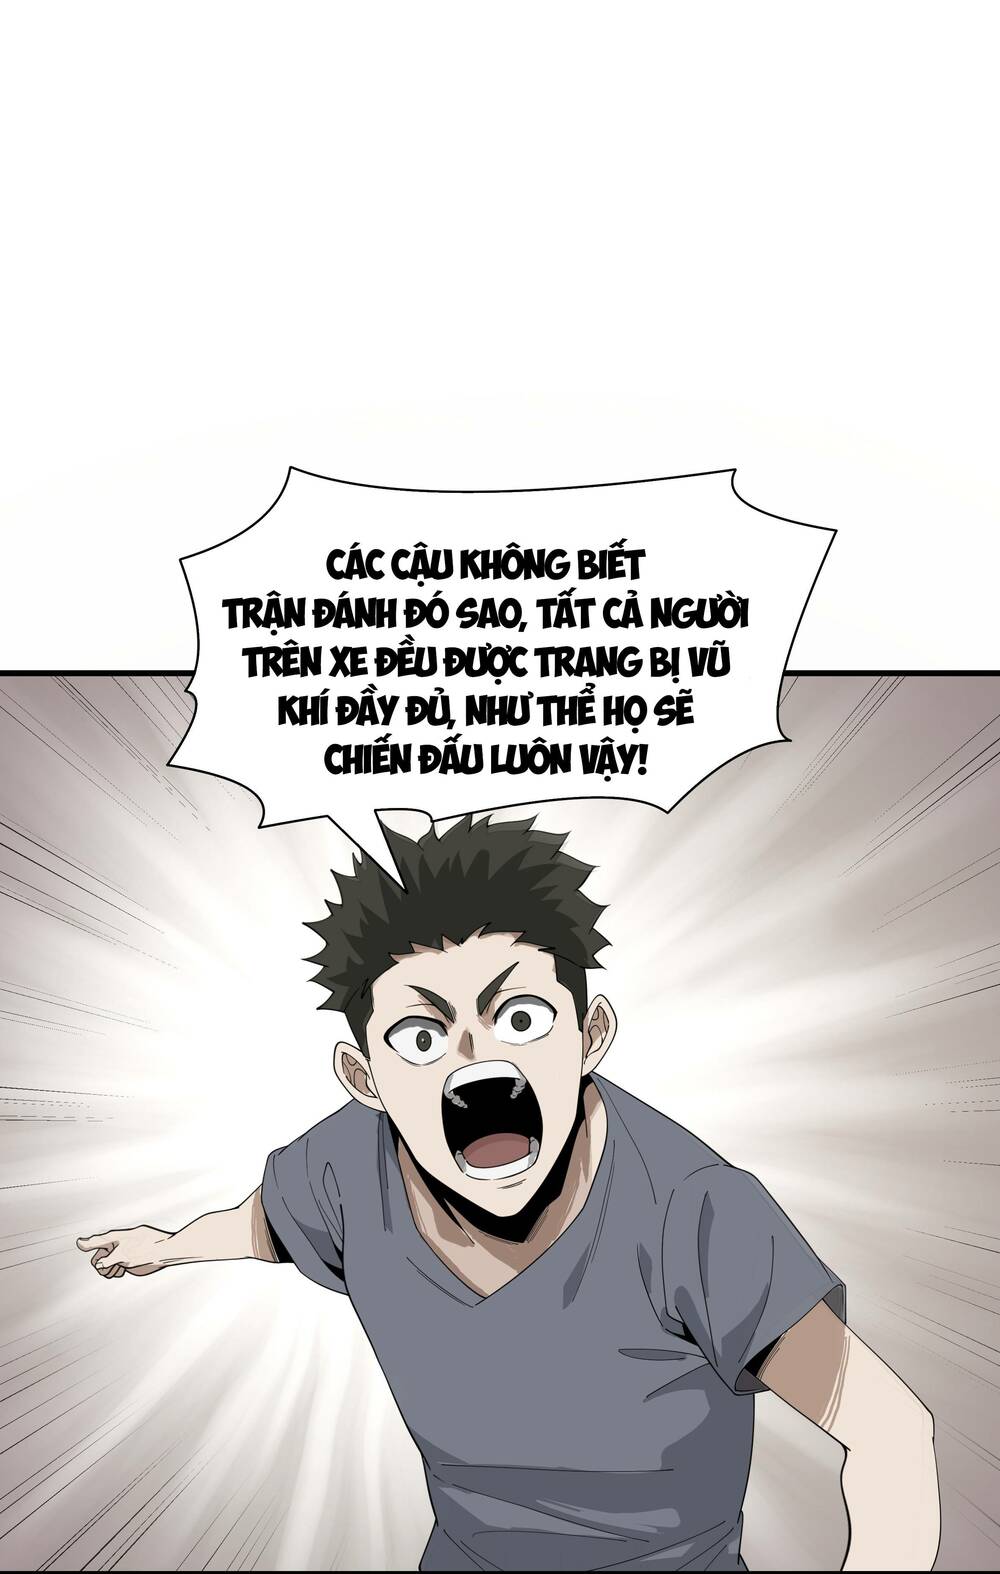 CÁC CẬU KHÔNG BIẾT
TRẬN ĐÁNH ĐÓ SAO, TẤT CẢ NGƯỜI
TRÊN XE ĐỀU ĐƯỢC TRANG BỊ VŨ
KHÍ ĐẦY ĐỦ, NHƯ THỂ HỌ SẼ
CHIẾN ĐẤU LUÔN VẬY!